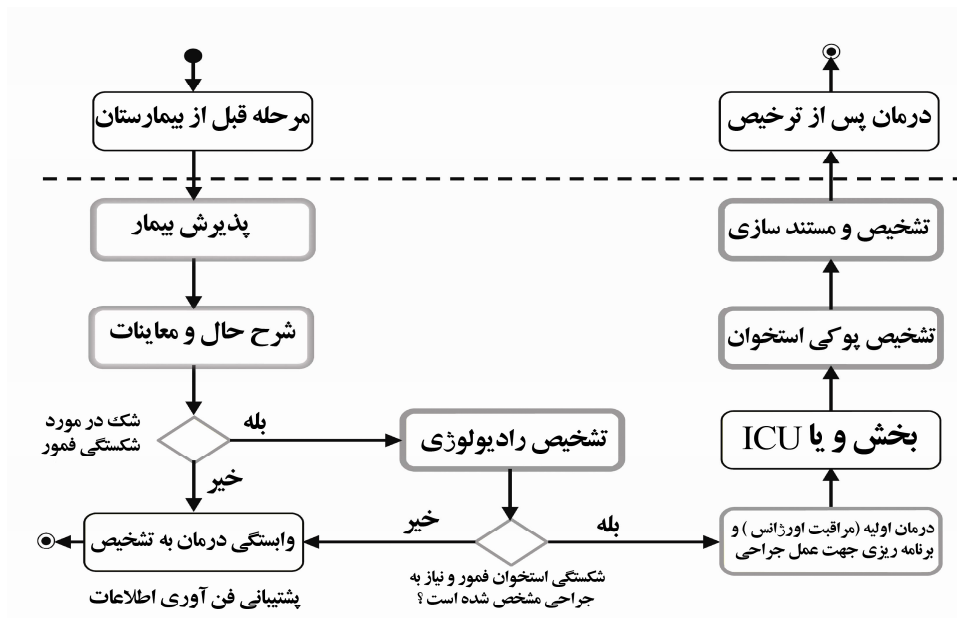 مرحله قبل از بیمارستان
پذیرش بیمار
شرح حال و معاینات
شک در مورد
شکستگی فمور
بله
خیر
تشخیص رادیولوژی
وابستگی درمان به تشخیص
خیر
بله
شکستگی استخوان فمور و نیاز به
جراحی مشخص شده است ؟
پشتیبانی فن آوری اطلاعات
درمان اولیه (مراقبت اورژانس ) و
برنامه ریزی جهت عمل جراحی
بخش و یا ICU
تشخیص پوکی استخوان
تشخیص و مستند سازی
درمان پس از ترخیص